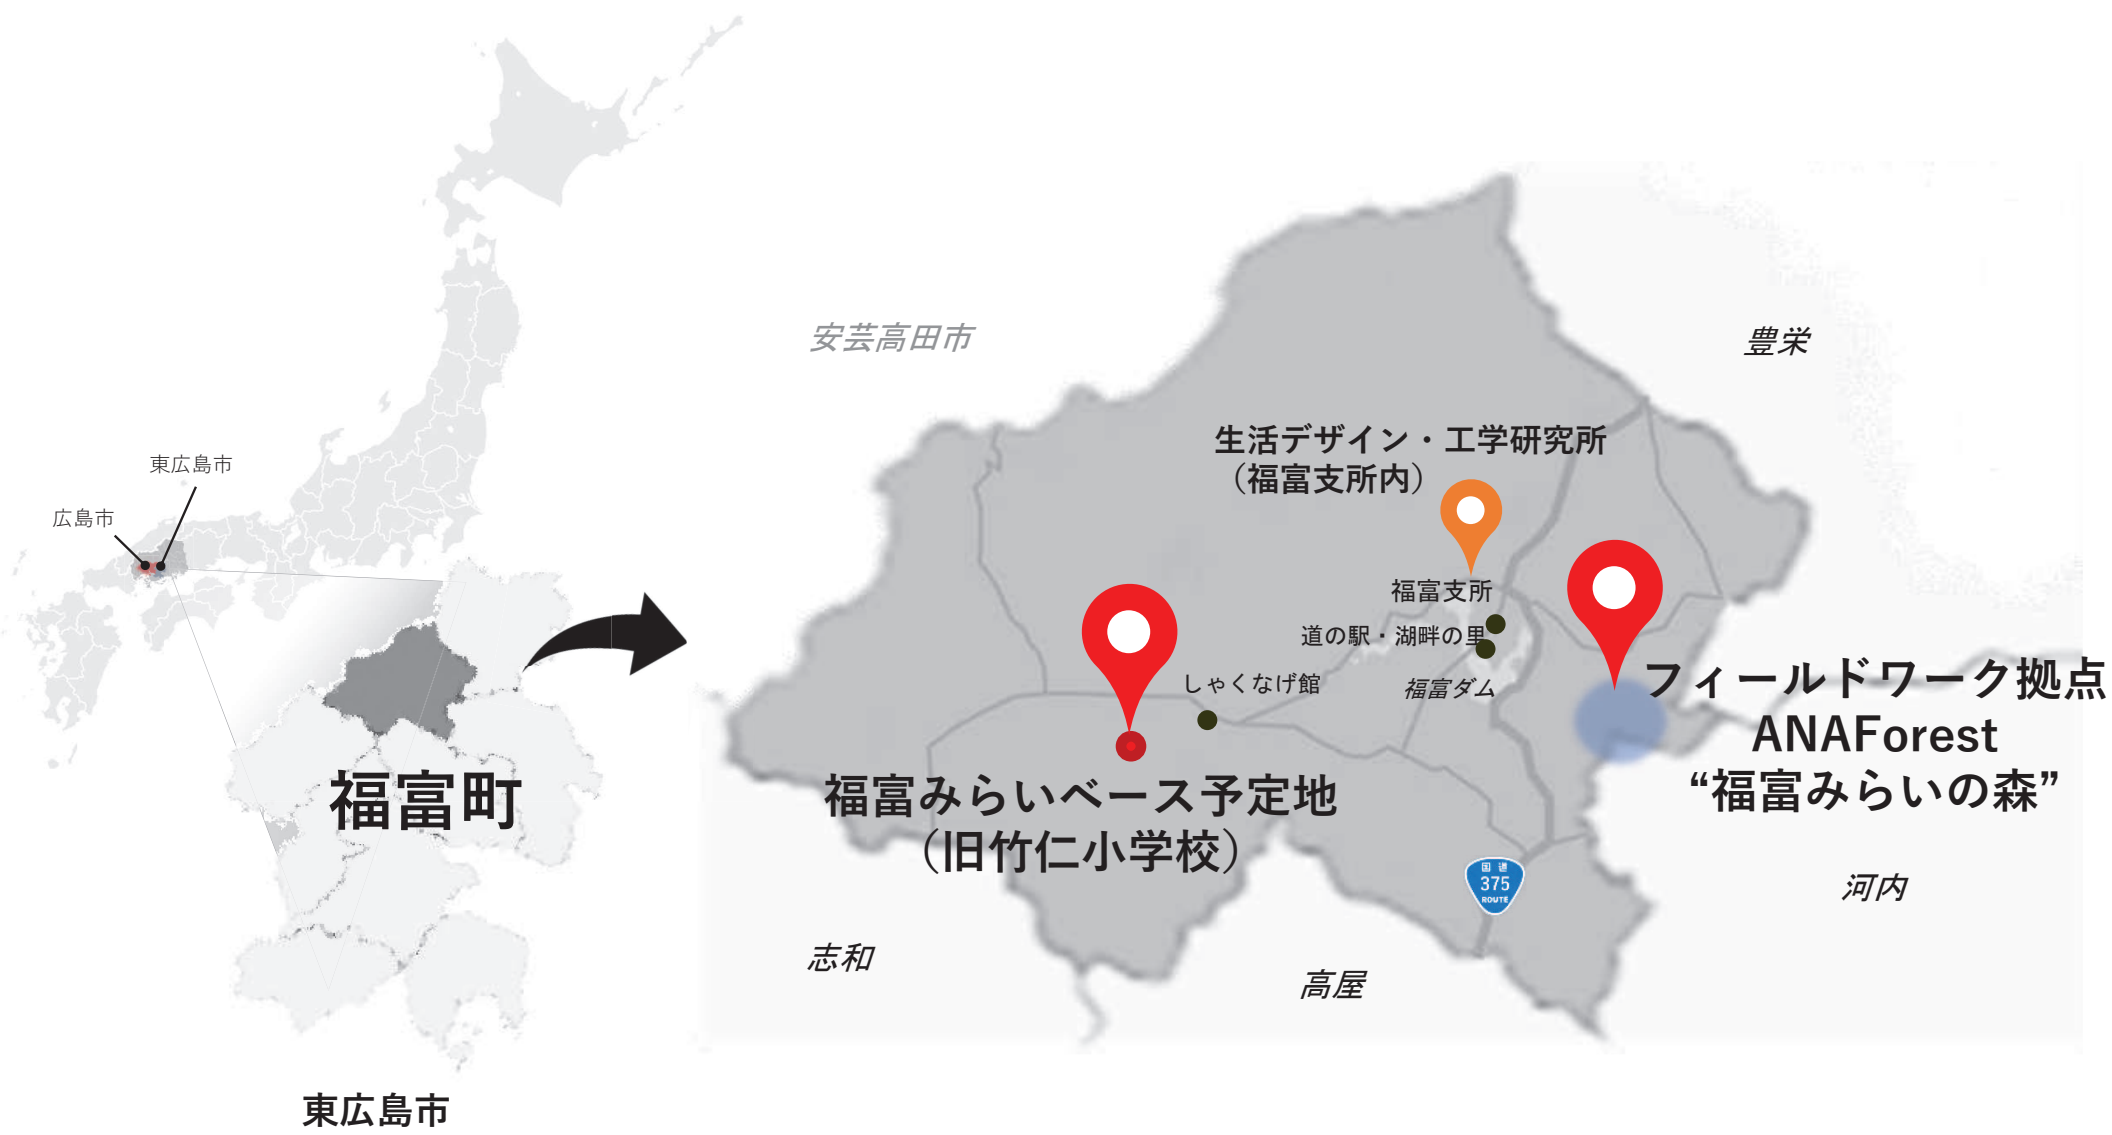 東広島市
広島市
福富町
東広島市
安芸高田市
豊栄
生活デザイン・工学研究所
（福富支所内）
福富支所
道の駅・湖畔の里
福富ダム
しゃくなげ館
フィールドワーク拠点
ANAForest
“福富みらいの森”
福富みらいベース予定地
（旧竹仁小学校）
国道
375
ROUTE
河内
志和
高屋